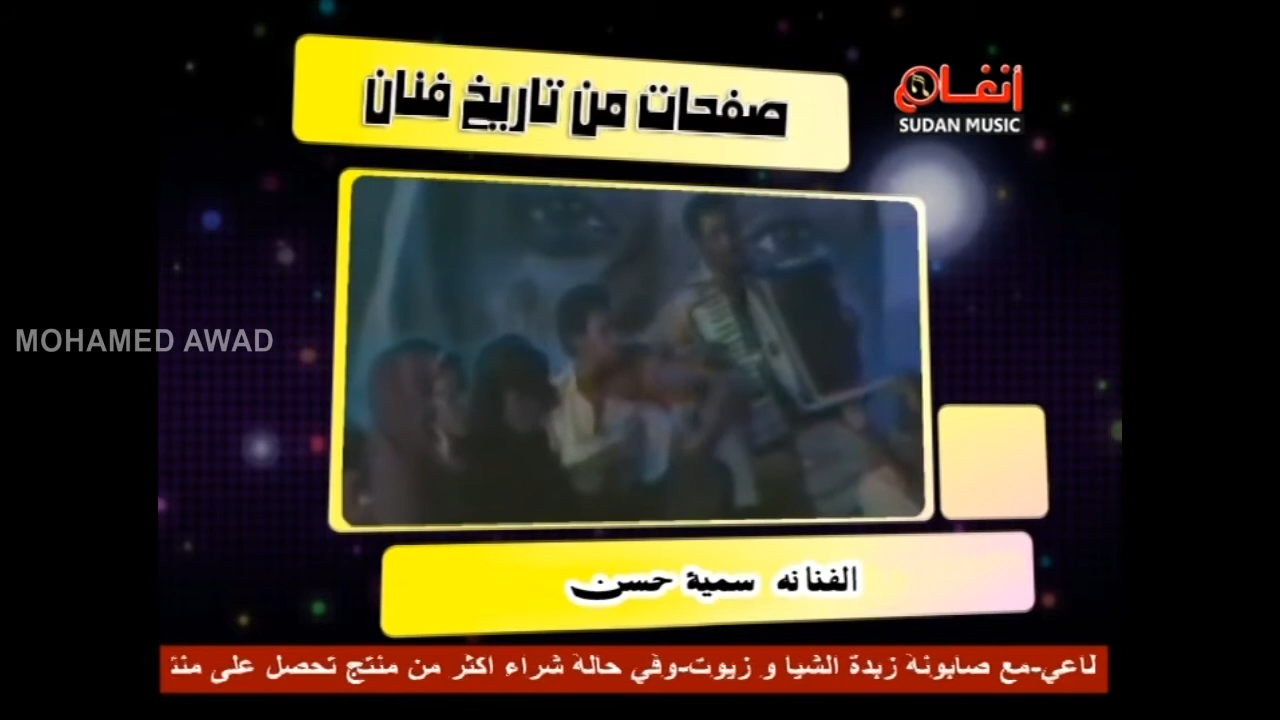 صفحات من تاريخ فنان
أنغام
SUDAN MUSIC
MOHAMED AWAD
الفنانه سمية حسن
مع صابونة زبدة الشيا و زيوت-وفي حالة شراء اكثر من منتج تحصل على